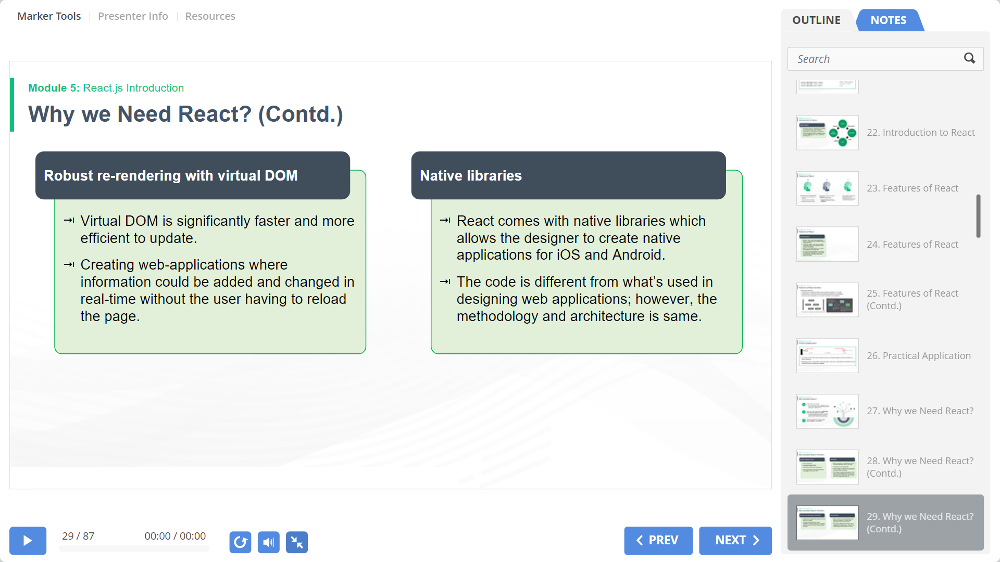 Marker Tools
Presenter Info
Resources
OUTLINE
NOTES
Search
Module 5: React.js Introduction
Why we Need React? (Contd.)
Robust re-rendering with virtual DOM
Virtual DOM is significantly faster and more
efficient to update.
Creating web-applications where
information could be added and changed in
real-time without the user having to reload
the page.
Native libraries
React comes with native libraries which
allows the designer to create native
applications for iOS and Android.
The code is different from what’s used in
designing web applications; however, the
methodology and architecture is same.
22. Introduction to React
23. Features of React
24. Features of React
25. Features of React
(Contd.)
26. Practical Application
27. Why we Need React?
28. Why we Need React?
(Contd.)
29. Why we Need React?
(Contd.)
29 / 87
00:00 / 00:00
PREV
NEXT